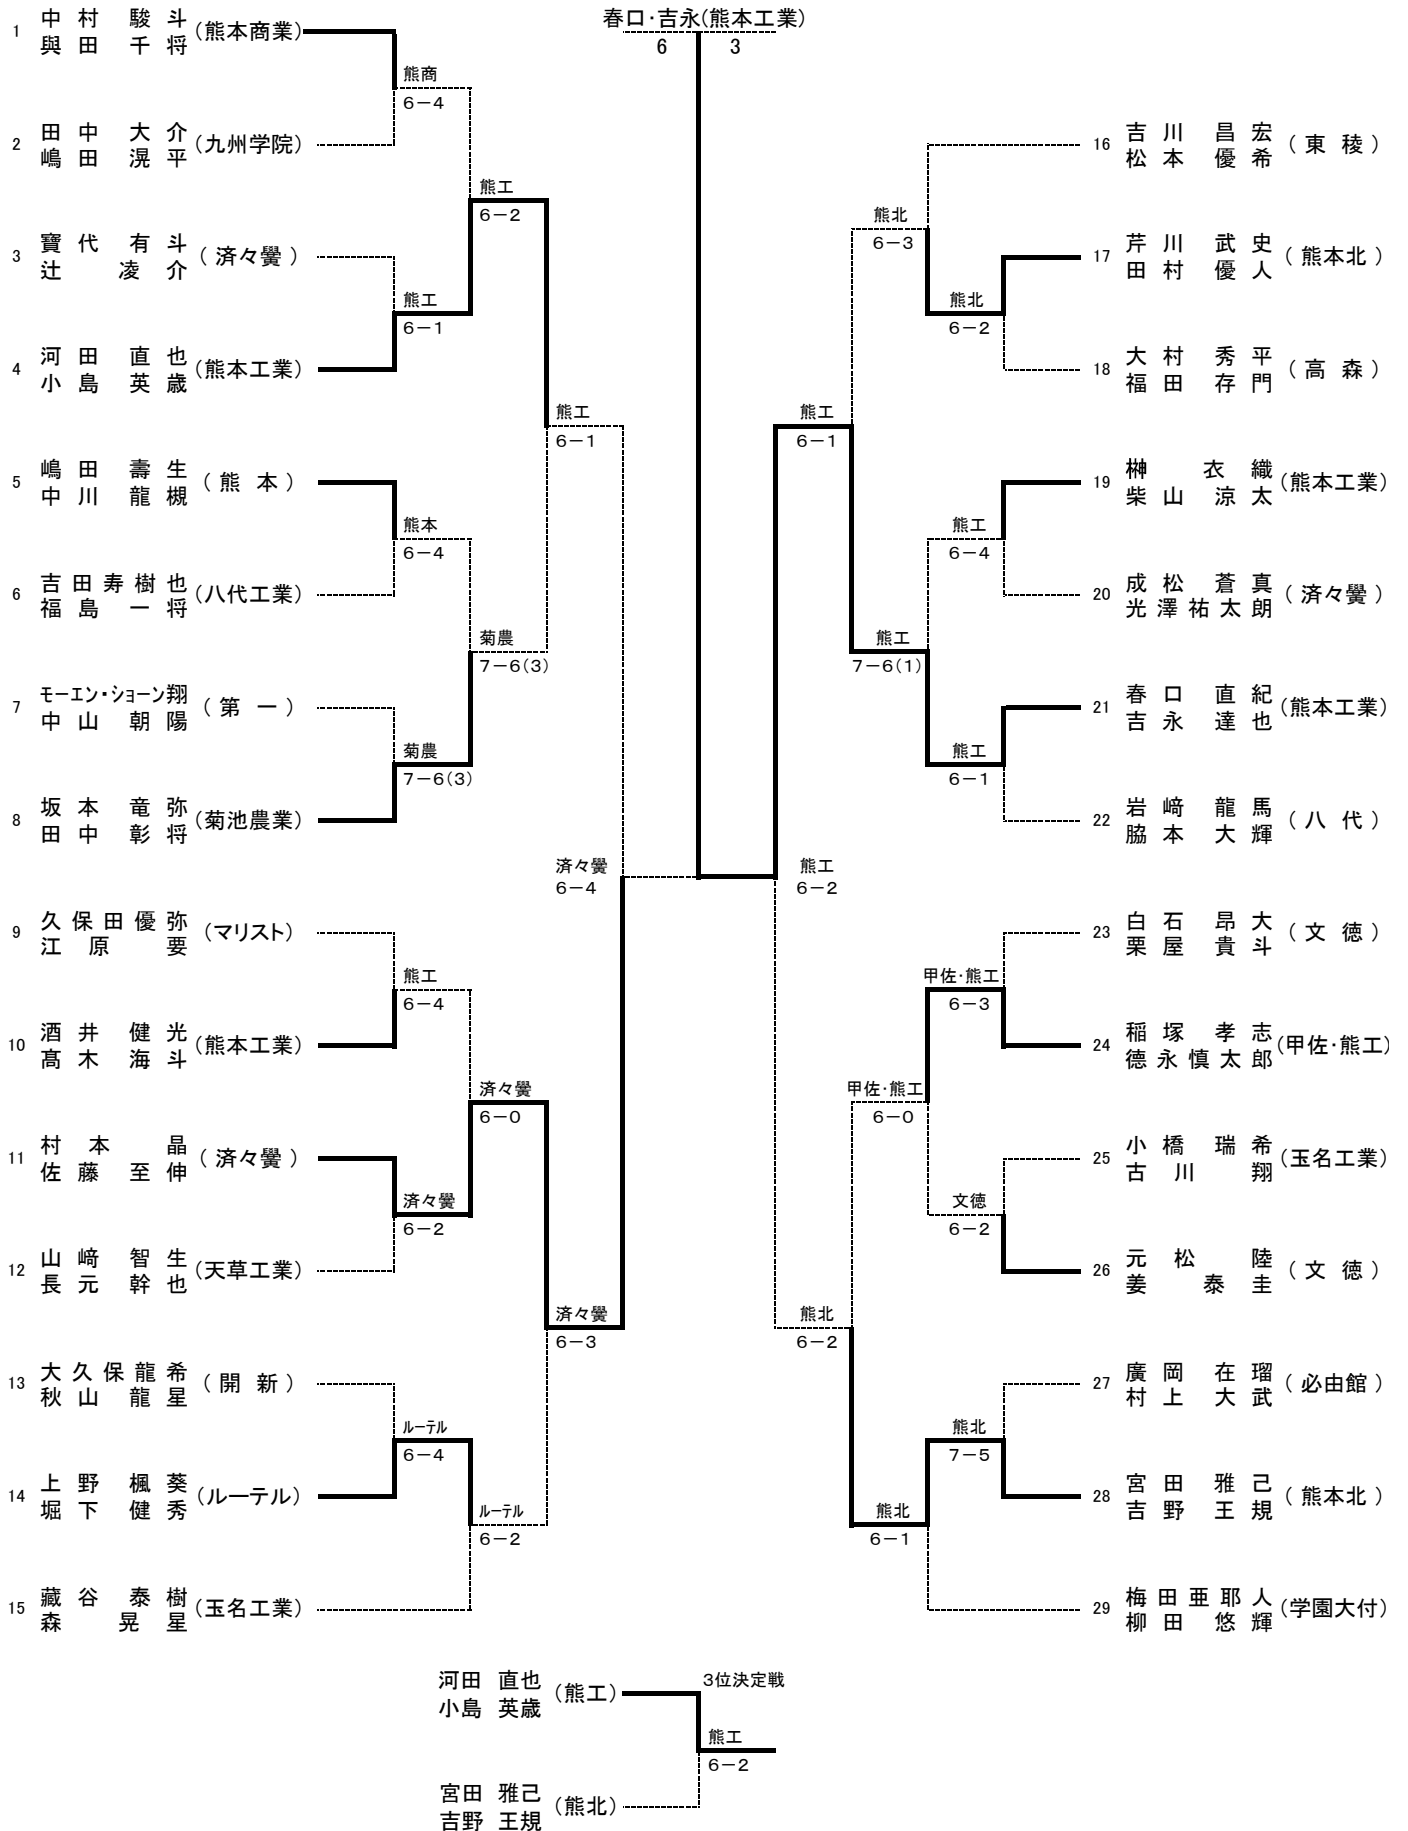 春口・吉永(熊本工業)
6 3
1 中村 駿斗 (熊本商業)
與田 千将
熊商
6-4
2 田中 大介 (九州学院)
嶋田 滉平
熊工
6-2
3 寶代 有斗 (済々黌)
辻 凌介
熊工
6-1
4 河田 直也 (熊本工業)
小島 英歳
熊工
6-1
5 嶋田 壽生 (熊本)
中川 龍槻
熊本
6-4
6 吉田寿樹也 (八代工業)
福島 一将
菊農
7-6(3)
7 モーエン・ショーン翔 (第一)
中山 朝陽
菊農
7-6(3)
8 坂本 竜弥 (菊池農業)
田中 彰将
済々黌
6-4
9 久保田優弥 (マリスト)
江原 要
熊工
6-4
10 酒井 健光 (熊本工業)
髙木 海斗
済々黌
6-0
11 村本 晶 (済々黌)
佐藤 至伸
済々黌
6-2
12 山﨑 智生 (天草工業)
長元 幹也
済々黌
6-3
13 大久保龍希 (開新)
秋山 龍星
ルーテル
6-4
14 上野 楓葵 (ルーテル)
堀下 健秀
ルーテル
6-2
15 藏谷 泰樹 (玉名工業)
森 晃星
16 吉川 昌宏 (東稜)
松本 優希
熊北
6-3
17 芹川 武史 (熊本北)
田村 優人
熊北
6-2
18 大村 秀平 (高森)
福田 存門
熊工
6-1
19 榊 衣織 (熊本工業)
柴山 涼太
熊工
6-4
20 成松 蒼真 (済々黌)
光澤祐太朗
熊工
7-6(1)
21 春口 直紀 (熊本工業)
吉永 達也
熊工
6-1
22 岩﨑 龍馬 (八代)
脇本 大輝
熊工
6-2
23 白石 昂大 (文徳)
栗屋 貴斗
甲佐・熊工
6-3
24 稲塚 孝志 (甲佐・熊工)
德永慎太郎
甲佐・熊工
6-0
25 小橋 瑞希 (玉名工業)
古川 翔
文徳
6-2
26 元松 陸 (文徳)
姜 泰圭
熊北
6-2
27 廣岡 在瑠 (必由館)
村上 大武
熊北
7-5
28 宮田 雅己 (熊本北)
吉野 王規
熊北
6-1
29 梅田亜耶人 (学園大付)
柳田 悠輝
3位決定戦
河田 直也 (熊工)
小島 英歳
熊工
6-2
宮田 雅己 (熊北)
吉野 王規